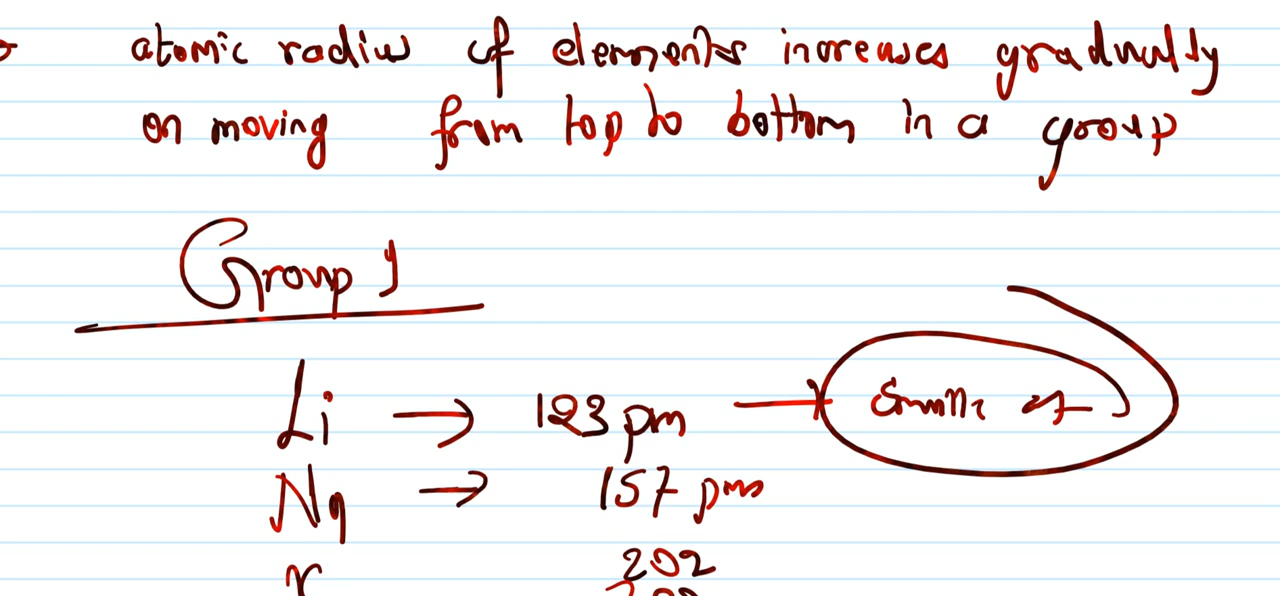 atomic radius of elements increases gradually
on moving from top to bottom in a group
Group 1
Li → 123 pm →
Na → 157 pm
202